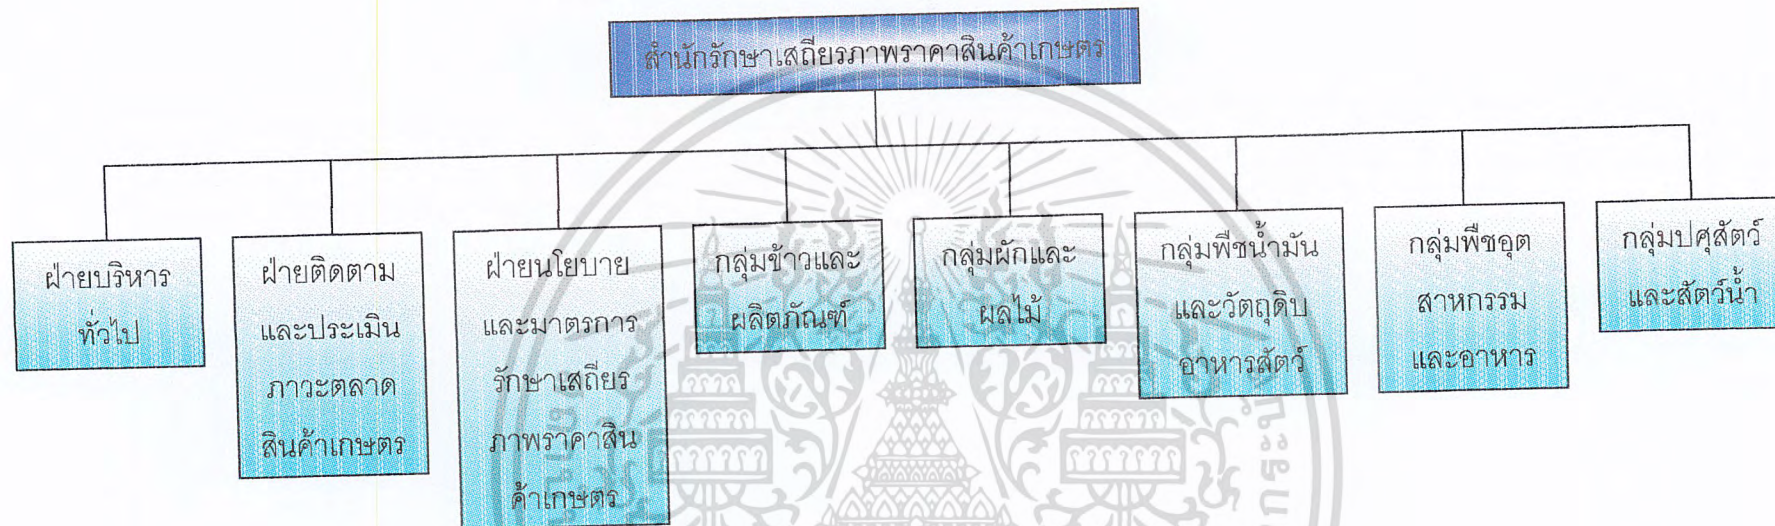 สำนักรักษาเสถียรภาพราคาสินค้าเกษตร
ฝ่ายบริหาร
ทั่วไป
ฝ่ายติดตาม
และประเมิน
ภาวะตลาด
สินค้าเกษตร
ฝ่ายนโยบาย
และมาตรการ
รักษาเสถียร
ภาพราคาสิน
ค้าเกษตร
กลุ่มข้าวและ
ผลิตภัณฑ์
กลุ่มผักและ
ผลไม้
กลุ่มพืชน้ำมัน
และวัตถุดิบ
อาหารสัตว์
กลุ่มพืชอุต
สาหกรรม
และอาหาร
กลุ่มปศุสัตว์
และสัตว์น้ำ